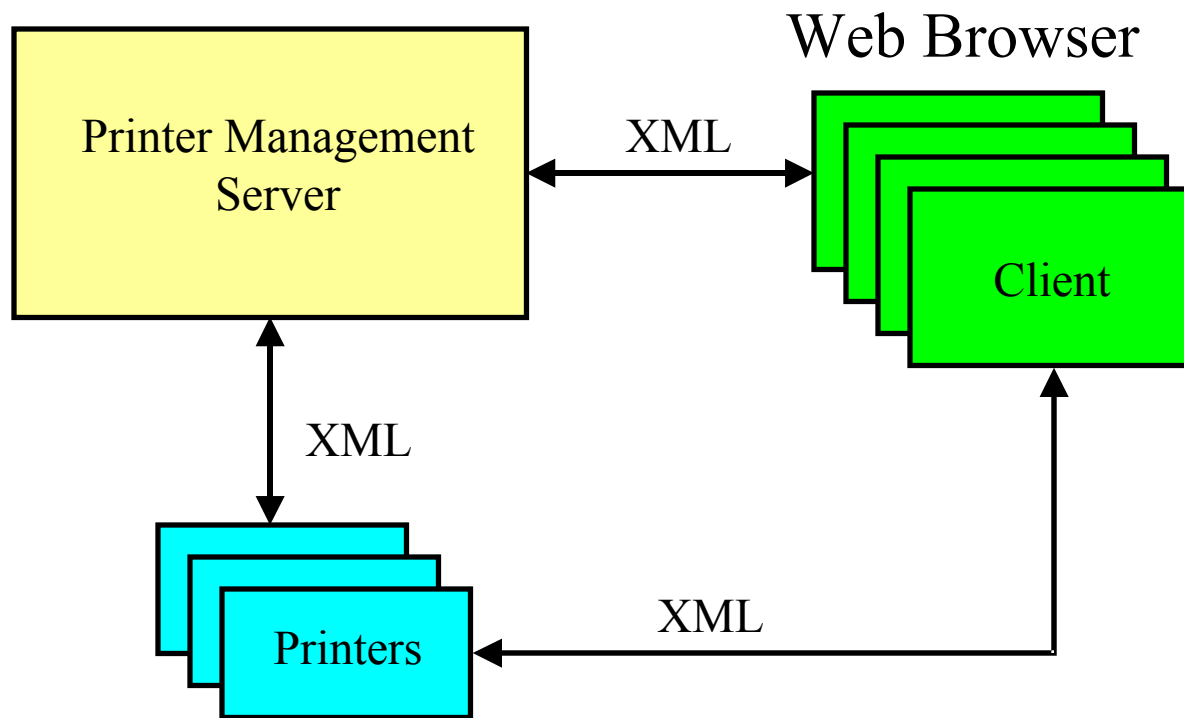 Web Browser
Printer Management
Server
XML
Client
XML
XML
Printers